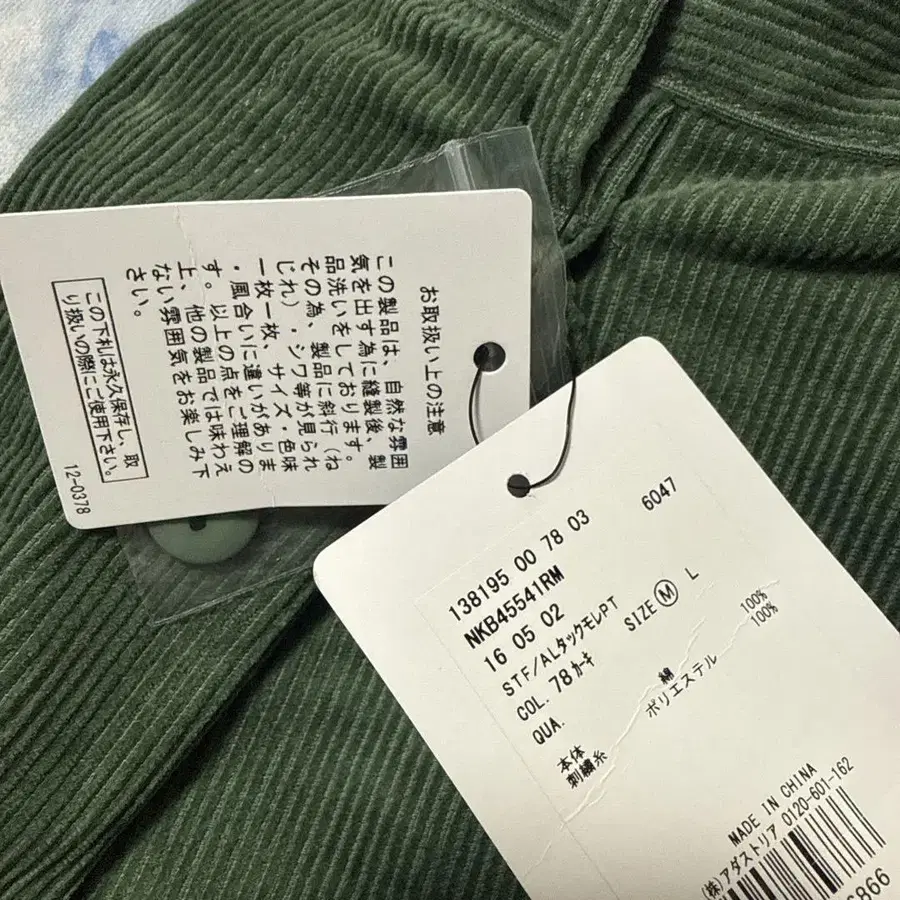 お取扱い上の注意
この製品は、自然な雰囲
気を出す為に縫製後、製
品洗いをしております。
その為、製品に斜行（ね
じれ）・シワ等が見られ
一枚一枚、サイズ・色味
・風合いに違いがありま
す。以上の点をご理解の
上、他の製品では味わえ
ない雰囲気をお楽しみ下
さい。
この下札は永久保存し、取
り扱いの際にご使用下さい。
12-0378
6047
138195 00 78 03
NKB45541RM
16 05 02
STF/ALタックモレPT
SIZE M L
COL. 78カーキ
QUA.
本体 綿 100%
刺繍糸 ポリエステル 100%
MADE IN CHINA
(株)アダストリア 0120-601-162
6866